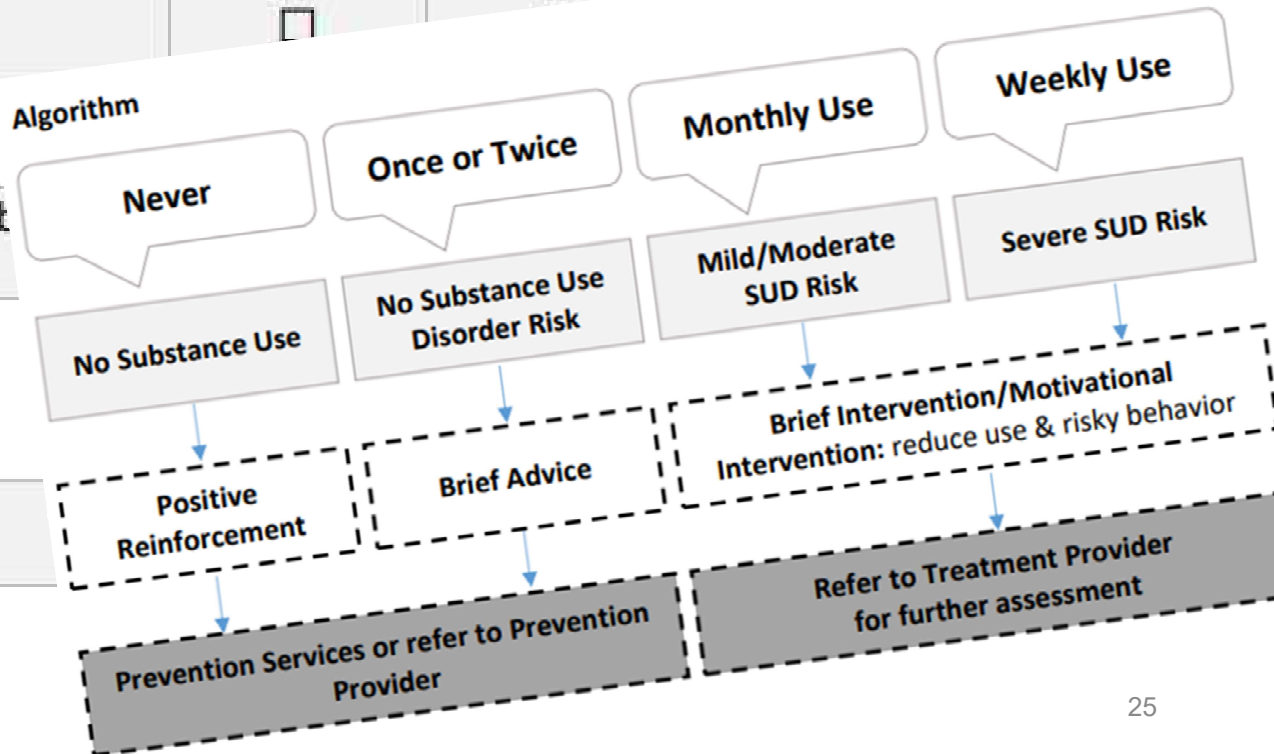 Algorithm
Never
Once or Twice
Monthly Use
Weekly Use
No Substance Use
No Substance Use
Disorder Risk
Mild/Moderate
SUD Risk
Severe SUD Risk
Positive
Reinforcement
Brief Advice
Brief Intervention/Motivational
Intervention: reduce use & risky behavior
Prevention Services or refer to Prevention
Provider
Refer to Treatment Provider
for further assessment
25